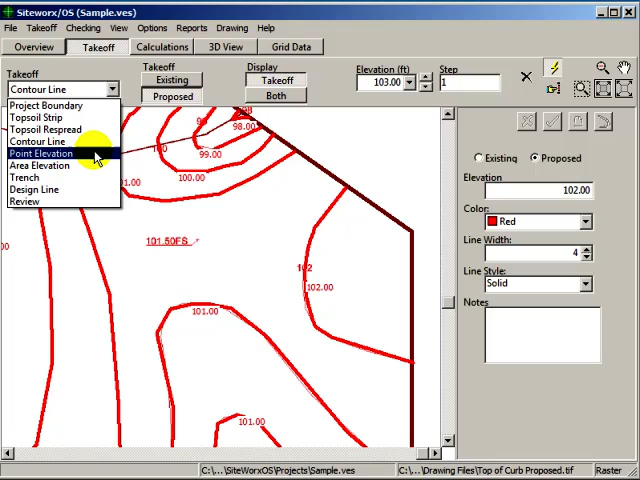 Siteworx/OS (Sample.ves)
File Takeoff Checking View Options Reports Drawing Help
Overview Takeoff Calculations 3D View Grid Data
Takeoff Takeoff Display Elevation (ft) Step
Contour Line Existing Takeoff 103.00 1
Proposed Both
Project Boundary
Topsoil Strip
Topsoil Respread
Contour Line
Point Elevation
Area Elevation
Trench
Design Line
Review
98.00
99.00
100.00
101.50FS
102
102.00
101.00
101.00
Existing Proposed
Elevation
102.00
Color:
Red
Line Width:
4
Line Style:
Solid
Notes
C:\...\SiteWorxOS\Projects\Sample.ves C:\...\Drawing Files\Top of Curb Proposed.tif Raster